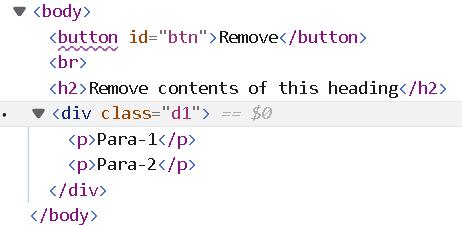 <body>
<button id="btn">Remove</button>
<br>
<h2>Remove contents of this heading</h2>
<div class="d1"> == $0
<p>Para-1</p>
<p>Para-2</p>
</div>
</body>